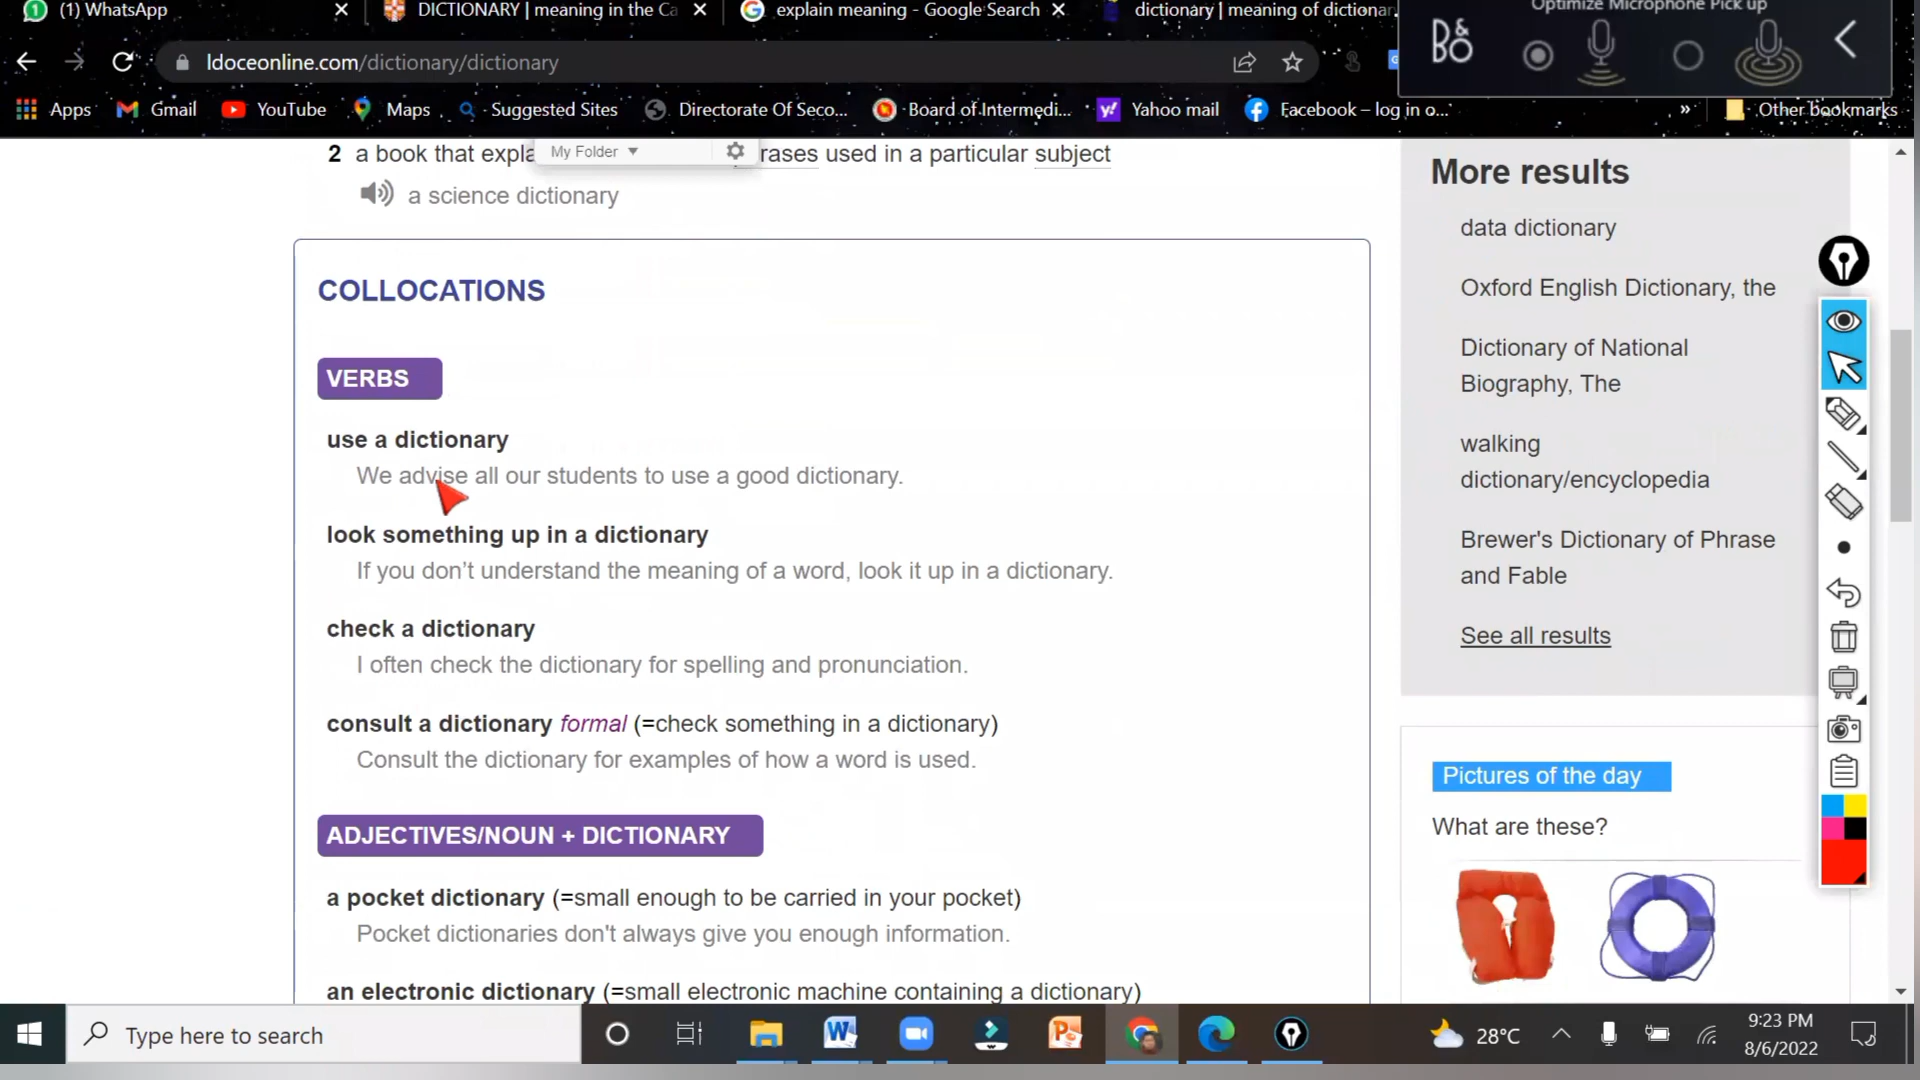 (1) WhatsApp
DICTIONARY | meaning in the Ca
explain meaning - Google Search
dictionary | meaning of dictionar
Optimize Microphone Pick up
B&O
ldoceonline.com/dictionary/dictionary
Apps
Gmail
YouTube
Maps
Suggested Sites
Directorate Of Seco...
Board of Intermedi...
Yahoo mail
Facebook – log in o...
»
Other bookmarks
My Folder
2 a book that expla rases used in a particular subject
a science dictionary
COLLOCATIONS
VERBS
use a dictionary
We advise all our students to use a good dictionary.
look something up in a dictionary
If you don't understand the meaning of a word, look it up in a dictionary.
check a dictionary
I often check the dictionary for spelling and pronunciation.
consult a dictionary formal (=check something in a dictionary)
Consult the dictionary for examples of how a word is used.
ADJECTIVES/NOUN + DICTIONARY
a pocket dictionary (=small enough to be carried in your pocket)
Pocket dictionaries don't always give you enough information.
an electronic dictionary (=small electronic machine containing a dictionary)
More results
data dictionary
Oxford English Dictionary, the
Dictionary of National
Biography, The
walking
dictionary/encyclopedia
Brewer's Dictionary of Phrase
and Fable
See all results
Pictures of the day
What are these?
Type here to search
28°C
9:23 PM
8/6/2022